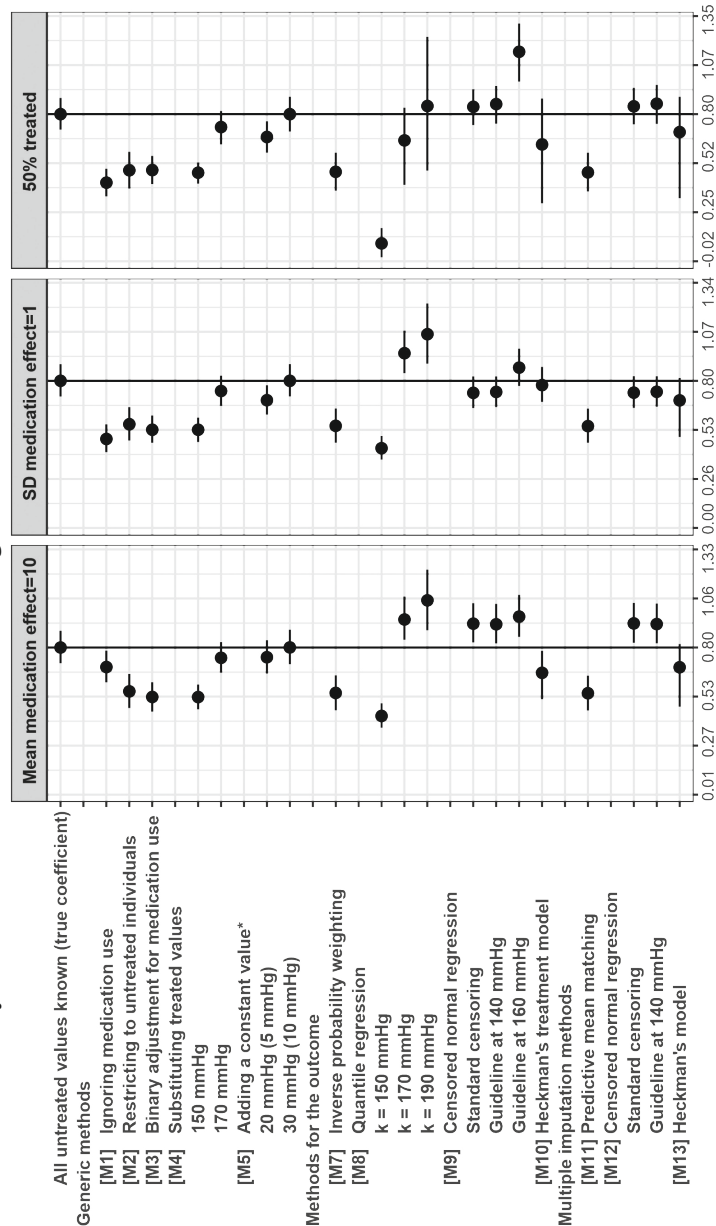 50% treated
SD medication effect=1
Mean medication effect=10
All untreated values known (true coefficient)
Generic methods
[M1] Ignoring medication use
[M2] Restricting to untreated individuals
[M3] Binary adjustment for medication use
[M4] Substituting treated values
150 mmHg
170 mmHg
[M5] Adding a constant value*
20 mmHg (5 mmHg)
30 mmHg (10 mmHg)
Methods for the outcome
[M7] Inverse probability weighting
[M8] Quantile regression
k = 150 mmHg
k = 170 mmHg
k = 190 mmHg
[M9] Censored normal regression
Standard censoring
Guideline at 140 mmHg
Guideline at 160 mmHg
[M10] Heckman's treatment model
Multiple imputation methods
[M11] Predictive mean matching
[M12] Censored normal regression
Standard censoring
Guideline at 140 mmHg
[M13] Heckman's model
0.01 0.27 0.53 0.80 1.06 1.33
0.00 0.26 0.53 0.80 1.07 1.34
-0.02 0.25 0.52 0.80 1.07 1.35